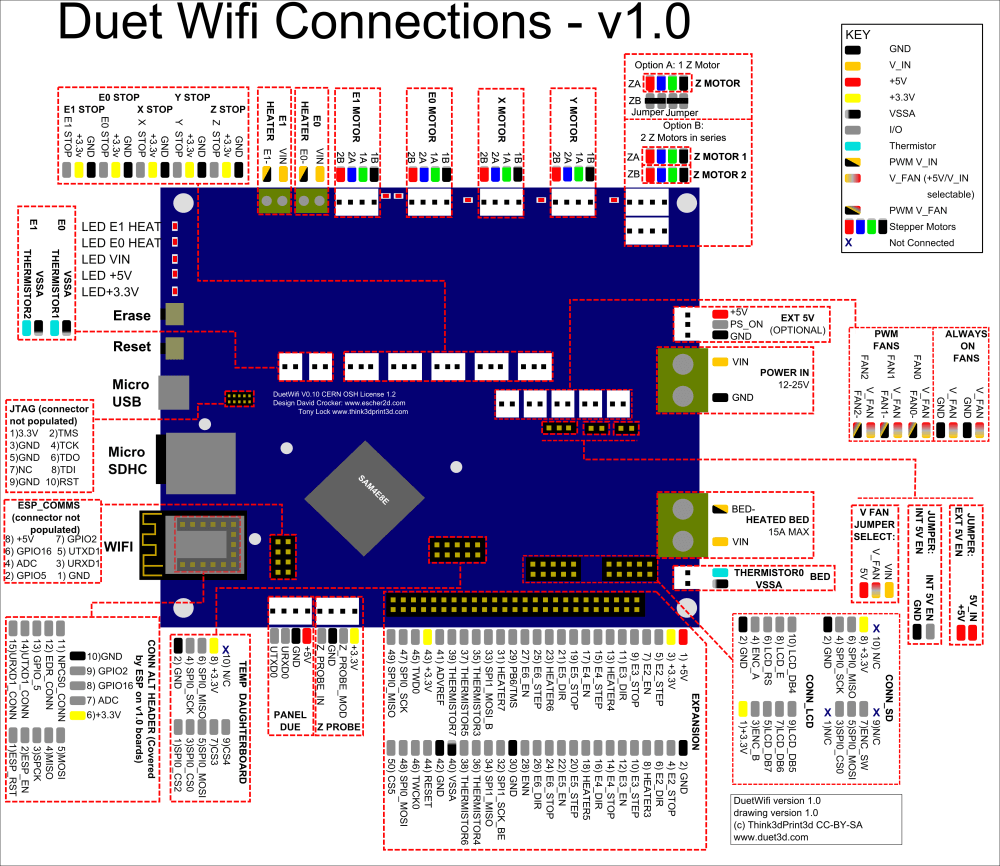 Duet Wifi Connections - v1.0
KEY
GND
V_IN
+5V
+3.3V
VSSA
I/O
Thermistor
PWM V_IN
V_FAN (+5V/V_IN
selectable)
PWM V_FAN
Stepper Motors
X Not Connected
E0 STOP Y STOP
E1 STOP X STOP Z STOP
E1 STOP
+3.3v
GND
E0 STOP
+3.3v
GND
X STOP
+3.3v
GND
Y STOP
+3.3v
GND
Z STOP
+3.3v
GND
E1
HEATER
VIN
E1-
E0
HEATER
VIN
E0-
E1 MOTOR
2B
2A
1A
1B
E0 MOTOR
2B
2A
1A
1B
X MOTOR
2B
2A
1A
1B
Y MOTOR
2B
2A
1A
1B
Option A: 1 Z Motor
ZA Z MOTOR
ZB
Jumper Jumper
Option B:
2 Z Motors in series
ZA Z MOTOR 1
ZB Z MOTOR 2
E1
E0
THERMISTOR2
VSSA
THERMISTOR1
VSSA
LED E1 HEAT
LED E0 HEAT
LED VIN
LED +5V
LED+3.3V
Erase
Reset
Micro
USB
Micro
SDHC
WIFI
DuetWifi V0.10 CERN OSH License 1.2
Design David Crocker: www.escher2d.com
Tony Lock www.think3dprint3d.com
SAM4E8E
+5V
PS_ON
GND
EXT 5V
(OPTIONAL)
VIN
POWER IN
12-25V
GND
PWM
FANS
ALWAYS
ON
FANS
FAN2
FAN1
FAN0
FAN2-
V_FAN
FAN1-
V_FAN
FAN0-
V_FAN
GND
V_FAN
GND
V_FAN
JTAG (connector
not populated)
1)3.3V 2)TMS
3)GND 4)TCK
5)GND 6)TDO
7)NC 8)TDI
9)GND 10)RST
ESP_COMMS
(connector not
populated)
8) +5V 7) GPIO2
6) GPIO16 5) UTXD1
4) ADC 3) URXD1
2) GPIO5 1) GND
BED-
HEATED BED
15A MAX
VIN
THERMISTOR0
VSSA
BED
V FAN
JUMPER
SELECT:
5V
V_FAN
VIN
JUMPER:
INT 5V EN
GND
INT 5V EN
JUMPER:
EXT 5V EN
+5V
5V_IN
15)URXD1_CONN
14)UTXD1_CONN
13) GPIO_5
12) EDR_CONN
11) NPCS0_CONN
1)ESP_RST
2)ESP_EN
3)SPCK
4)MISO
5)MOSI
10)GND
9) GPIO2
8) GPIO16
7) ADC
6)+3.3V
CONN ALT HEADER (Covered
by ESP on v1.0 boards)
2) GND
4) SPI0_SCK
6) SPI0_MISO
8) +3.3V
X
10) N/C
1)SPI0_CS2
3)SPI0_CS0
5)SPI0_MOSI
7)CS3
9)CS4
TEMP DAUGHTERBOARD
UTXD0
URXD0
GND
+5V
PANEL
DUE
Z_PROBE_IN
GND
Z_PROBE_MOD
+3.3V
Z PROBE
49) SPI0_MISO
47) SPI0_SCK
45) TWD0
43) +3.3V
41) ADVREF
39) THERMISTOR7
37) THERMISTOR5
35) THERMISTOR3
33) SPI1_MOSI_B
31) HEATER7
29) PB6/TMS
27) E6_EN
25) E6_STEP
23) HEATER6
21) E5_DIR
19) E5_STOP
17) E4_EN
15) E4_STEP
13) HEATER4
11) E3_DIR
9) E3_STOP
7) E2_EN
5) E2_STEP
3) +3.3V
1) +5V
EXPANSION
50) CS5
48) SPI0_MOSI
46) TWCK0
44) RESET
42) GND
40) VSSA
38) THERMISTOR6
36) THERMISTOR4
34) SPI1_MISO
32) SPI1_SCK_BE
30) GND
28) ENN
26) E6_DIR
24) E6_STOP
22) E5_EN
20) E5_STEP
18) HEATER5
16) E4_DIR
14) E4_STOP
12) E3_EN
10) E3_STEP
8) HEATER3
6) E2_DIR
4) E2_STOP
2) GND
2) GND
4)ENC_A
6)LCD_RS
8)LCD_E
10)LCD_DB4
1)+3.3V
3)ENC_B
5)LCD_DB7
7)LCD_DB6
9)LCD_DB5
CONN_LCD
2) GND
4) SPI0_SCK
6) SPI0_MISO
8)+3.3V
X
10) N/C
X
1)N/C
3)SPI0_CS0
5)SPI0_MOSI
7)ENC_SW
X
9)N/C
CONN_SD
DuetWifi version 1.0
drawing version 1.0
(c) Think3dPrint3d CC-BY-SA
www.duet3d.com